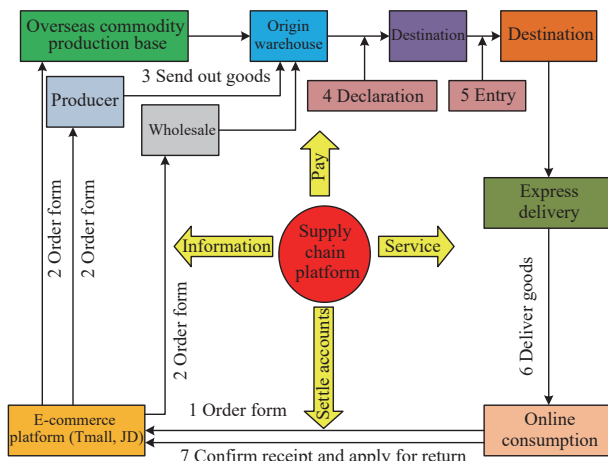 Overseas commodity
production base
Origin
warehouse
Destination
Destination
3 Send out goods
Producer
4 Declaration
5 Entry
Wholesale
Pay
Express
delivery
2 Order form
2 Order form
Information
Supply
chain
platform
Service
2 Order form
Settle accounts
6 Deliver goods
1 Order form
E-commerce
platform (Tmall, JD)
Online
consumption
7 Confirm receipt and apply for return